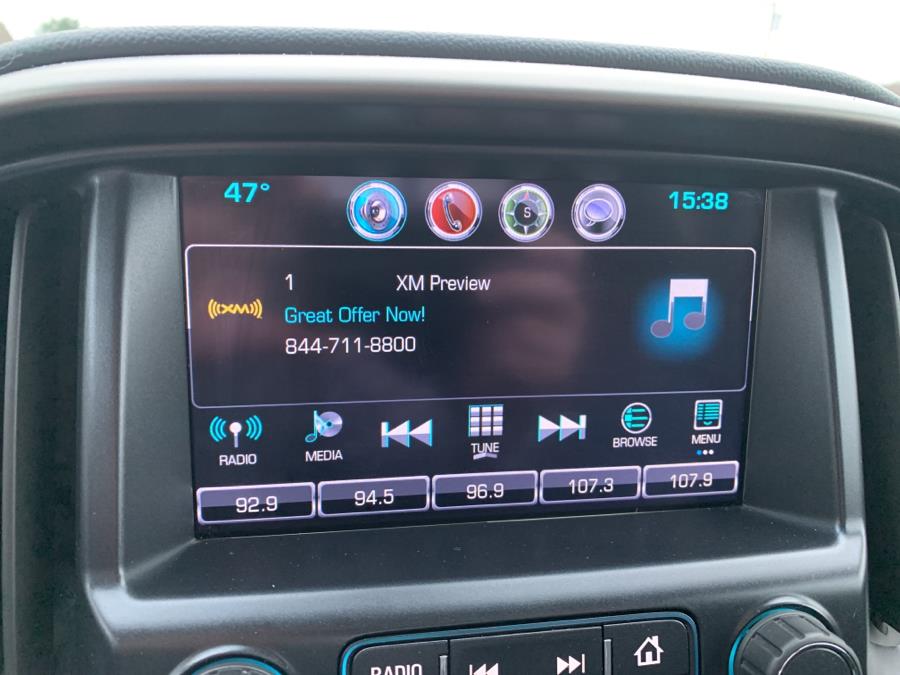 47° S 15:38
1 XM Preview
((XM))
Great Offer Now!
844-711-8800
RADIO MEDIA TUNE BROWSE MENU
92.9 94.5 96.9 107.3 107.9
RADIO